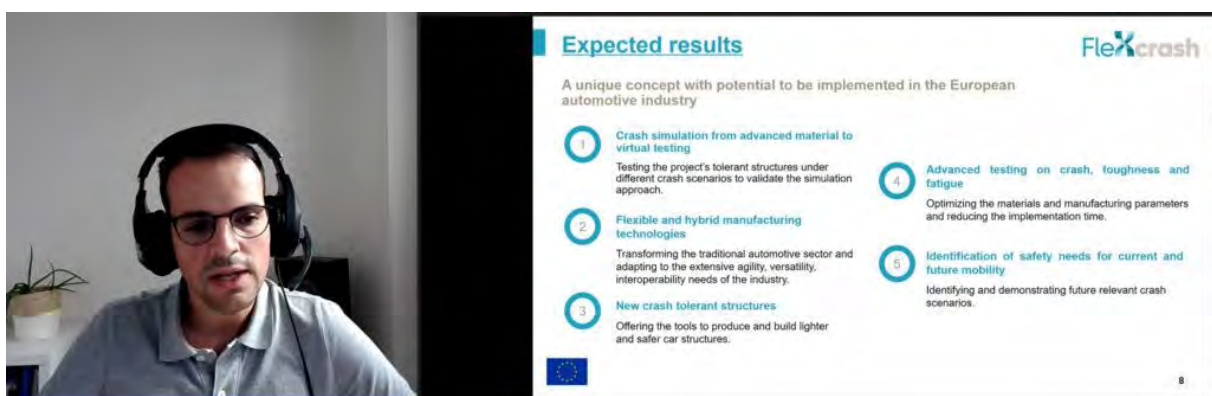 Expected results
FleXcrash
A unique concept with potential to be implemented in the European
automotive industry
1
Crash simulation from advanced material to
virtual testing
Testing the project's tolerant structures under
different crash scenarios to validate the simulation
approach.
2
Flexible and hybrid manufacturing
technologies
Transforming the traditional automotive sector and
adapting to the extensive agility, versatility,
interoperability needs of the industry.
3
New crash tolerant structures
Offering the tools to produce and build lighter
and safer car structures.
4
Advanced testing on crash, toughness and
fatigue
Optimizing the materials and manufacturing parameters
and reducing the implementation time.
5
Identification of safety needs for current and
future mobility
Identifying and demonstrating future relevant crash
scenarios.
8